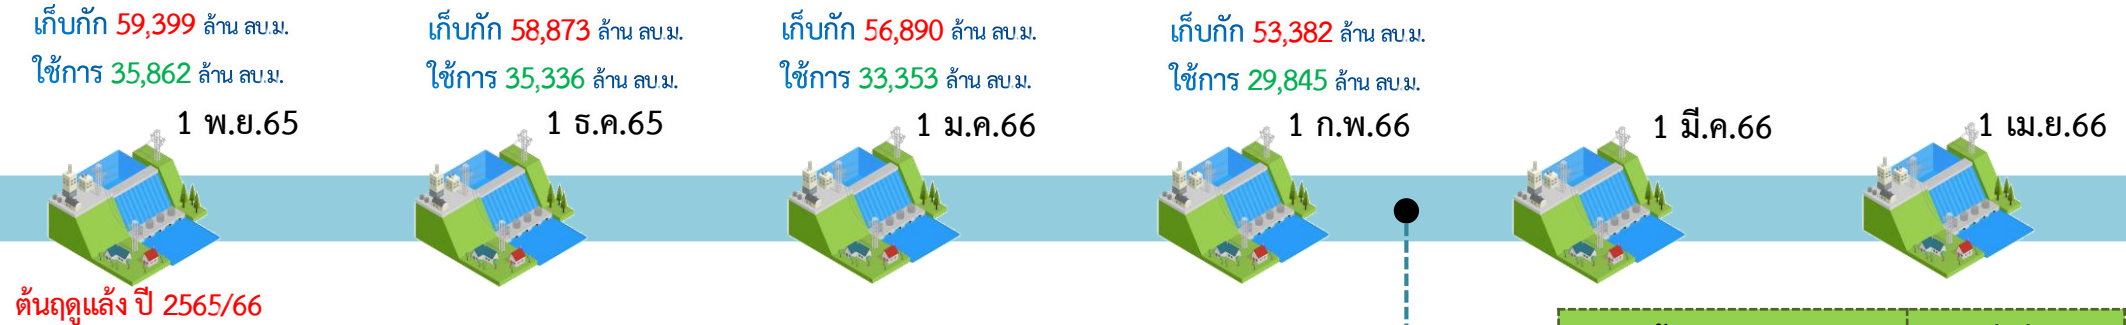 เก็บกัก 59,399 ล้าน ลบ.ม.
ใช้การ 35,862 ล้าน ลบ.ม.
1 พ.ย.65
เก็บกัก 58,873 ล้าน ลบ.ม.
ใช้การ 35,336 ล้าน ลบ.ม.
1 ธ.ค.65
เก็บกัก 56,890 ล้าน ลบ.ม.
ใช้การ 33,353 ล้าน ลบ.ม.
1 ม.ค.66
เก็บกัก 53,382 ล้าน ลบ.ม.
ใช้การ 29,845 ล้าน ลบ.ม.
1 ก.พ.66
1 มี.ค.66
1 เม.ย.66
ต้นฤดูแล้ง ปี 2565/66